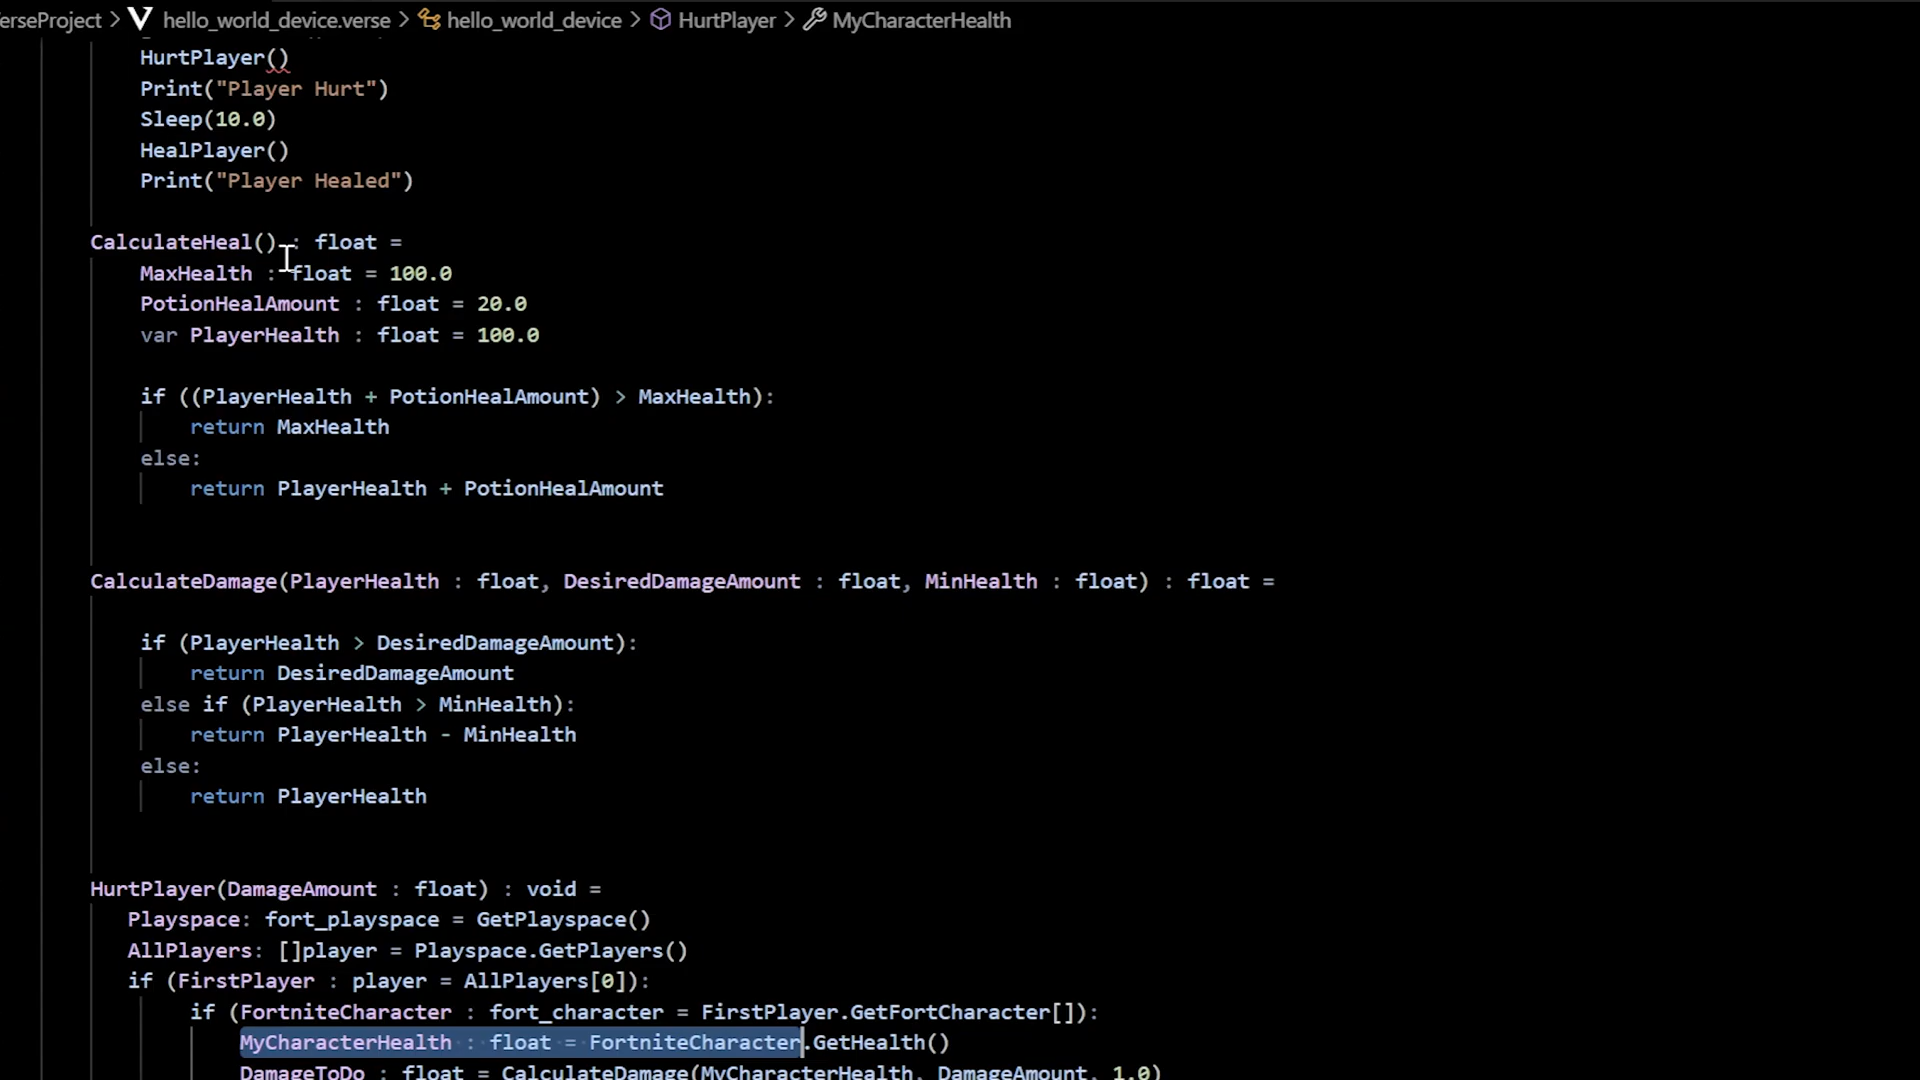 erseProject > hello_world_device.verse > hello_world_device > HurtPlayer > MyCharacterHealth
HurtPlayer()
Print("Player Hurt")
Sleep(10.0)
HealPlayer()
Print("Player Healed")
CalculateHeal() : float =
MaxHealth : float = 100.0
PotionHealAmount : float = 20.0
var PlayerHealth : float = 100.0
if ((PlayerHealth + PotionHealAmount) > MaxHealth):
return MaxHealth
else:
return PlayerHealth + PotionHealAmount
CalculateDamage(PlayerHealth : float, DesiredDamageAmount : float, MinHealth : float) : float =
if (PlayerHealth > DesiredDamageAmount):
return DesiredDamageAmount
else if (PlayerHealth > MinHealth):
return PlayerHealth - MinHealth
else:
return PlayerHealth
HurtPlayer(DamageAmount : float) : void =
Playspace: fort_playspace = GetPlayspace()
AllPlayers: []player = Playspace.GetPlayers()
if (FirstPlayer : player = AllPlayers[0]):
if (FortniteCharacter : fort_character = FirstPlayer.GetFortCharacter[]):
MyCharacterHealth : float = FortniteCharacter.GetHealth()
DamageToDo : float = CalculateDamage(MyCharacterHealth, DamageAmount, 1.0)